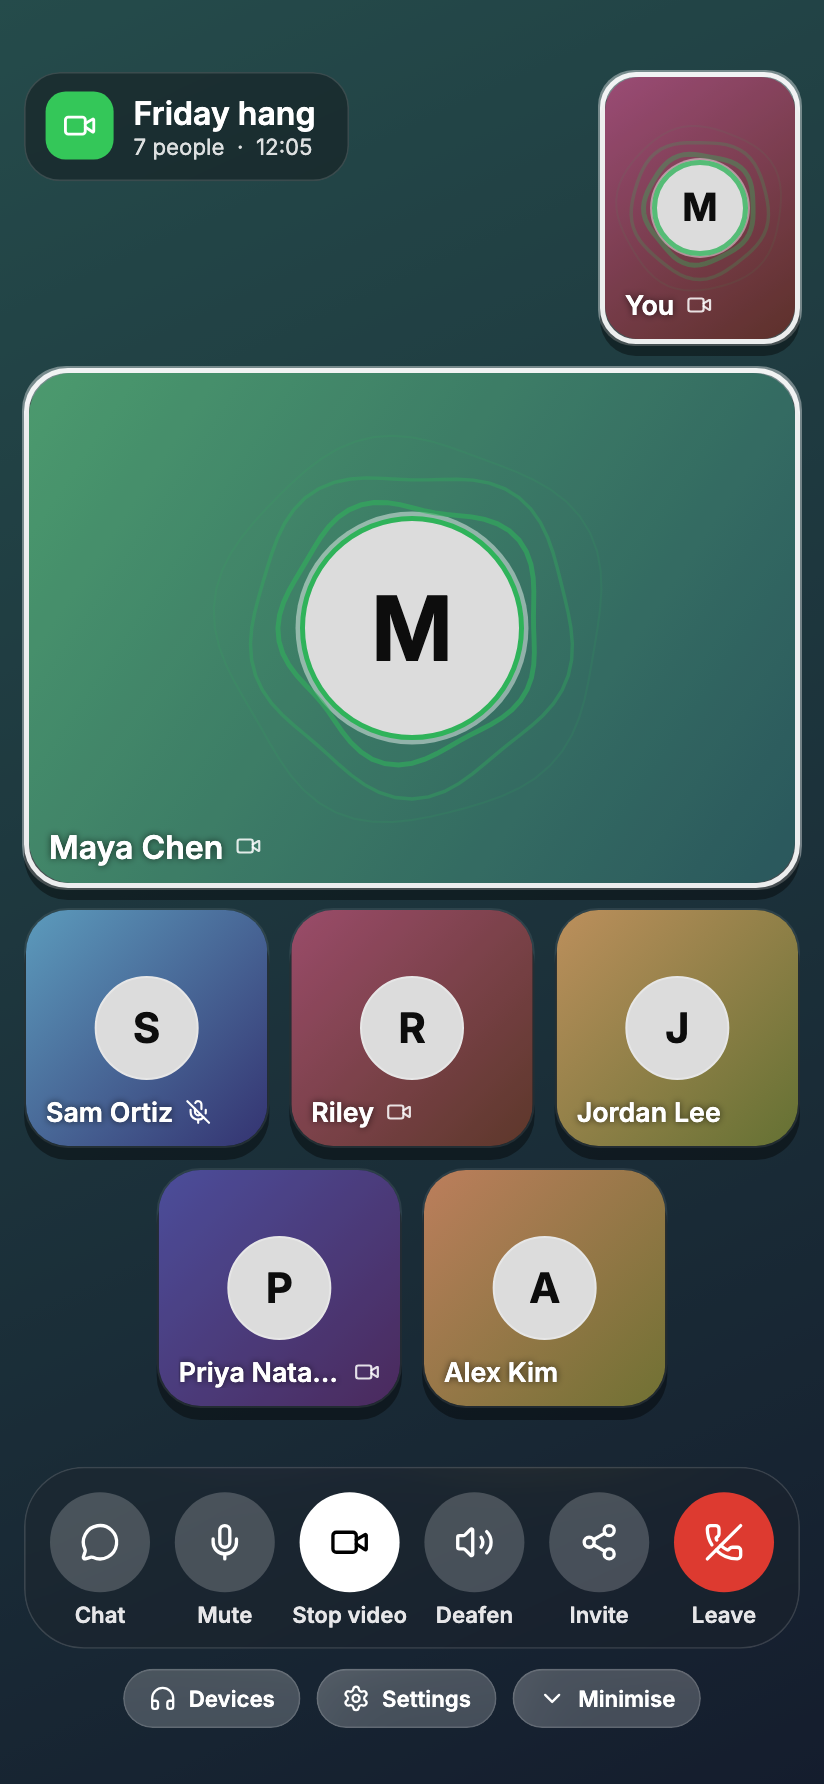 Friday hang
7 people · 12:05
M
You
M
Maya Chen
S
Sam Ortiz
R
Riley
J
Jordan Lee
P
Priya Nata...
A
Alex Kim
Chat
Mute
Stop video
Deafen
Invite
Leave
Devices
Settings
Minimise